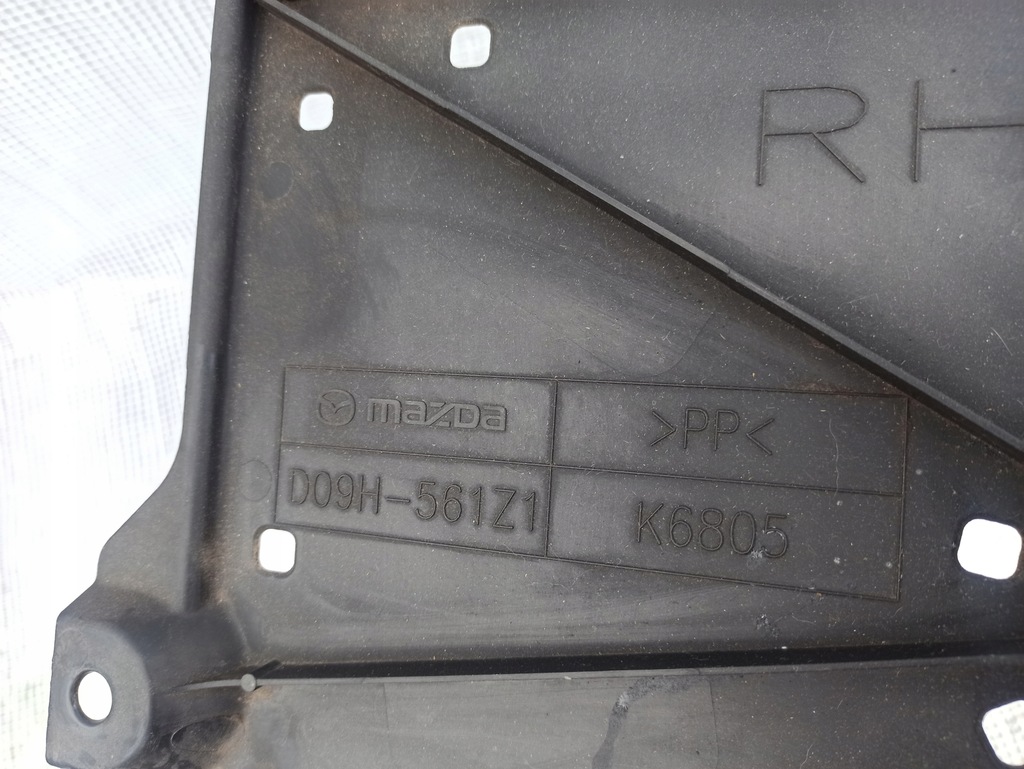 RH
mazda
>PP<
D09H-561Z1
K6805